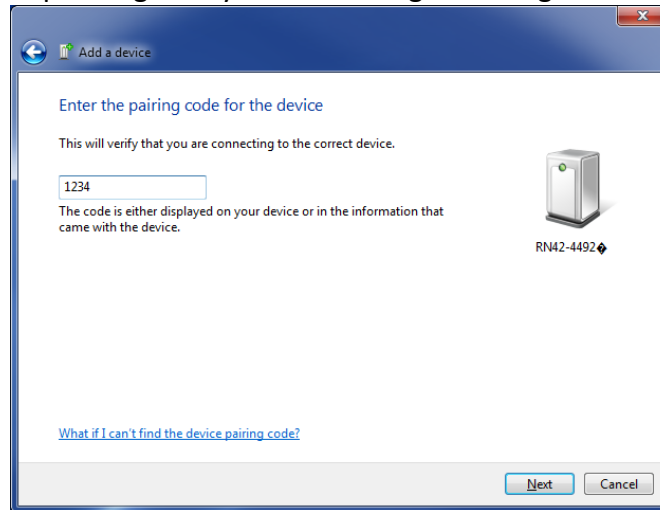 Add a device
Enter the pairing code for the device
This will verify that you are connecting to the correct device.
1234
The code is either displayed on your device or in the information that
came with the device.
RN42-4492�
What if I can't find the device pairing code?
Next
Cancel